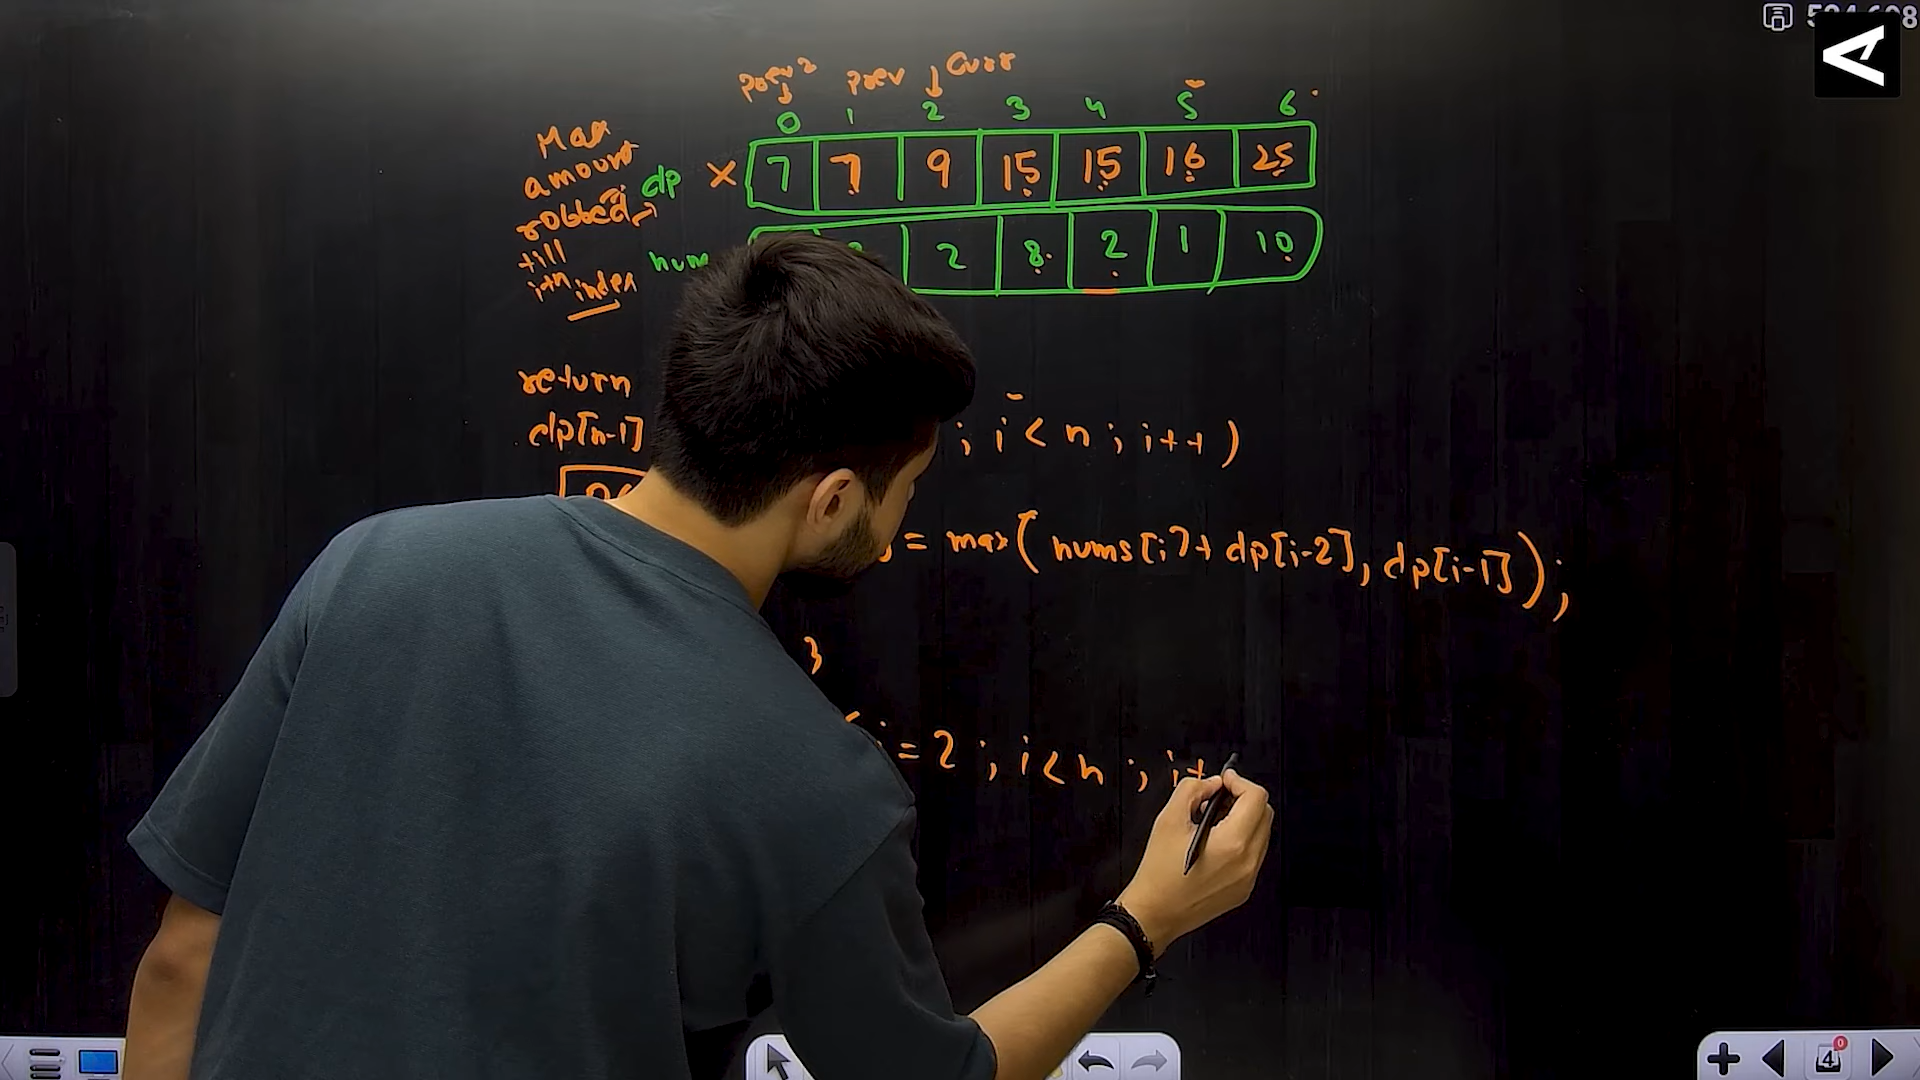 prev2 prev curr
0 1 2 3 4 5 6
Max
amount
robbed
till
ith index
dp × 7 7 9 15 15 16 25
2 8 2 1 10
return
dp[n-1]
; i < n ; i++)
= max( nums[i]+ dp[i-2], dp[i-1]);
}
= 2 ; i < n ; i+
4
0